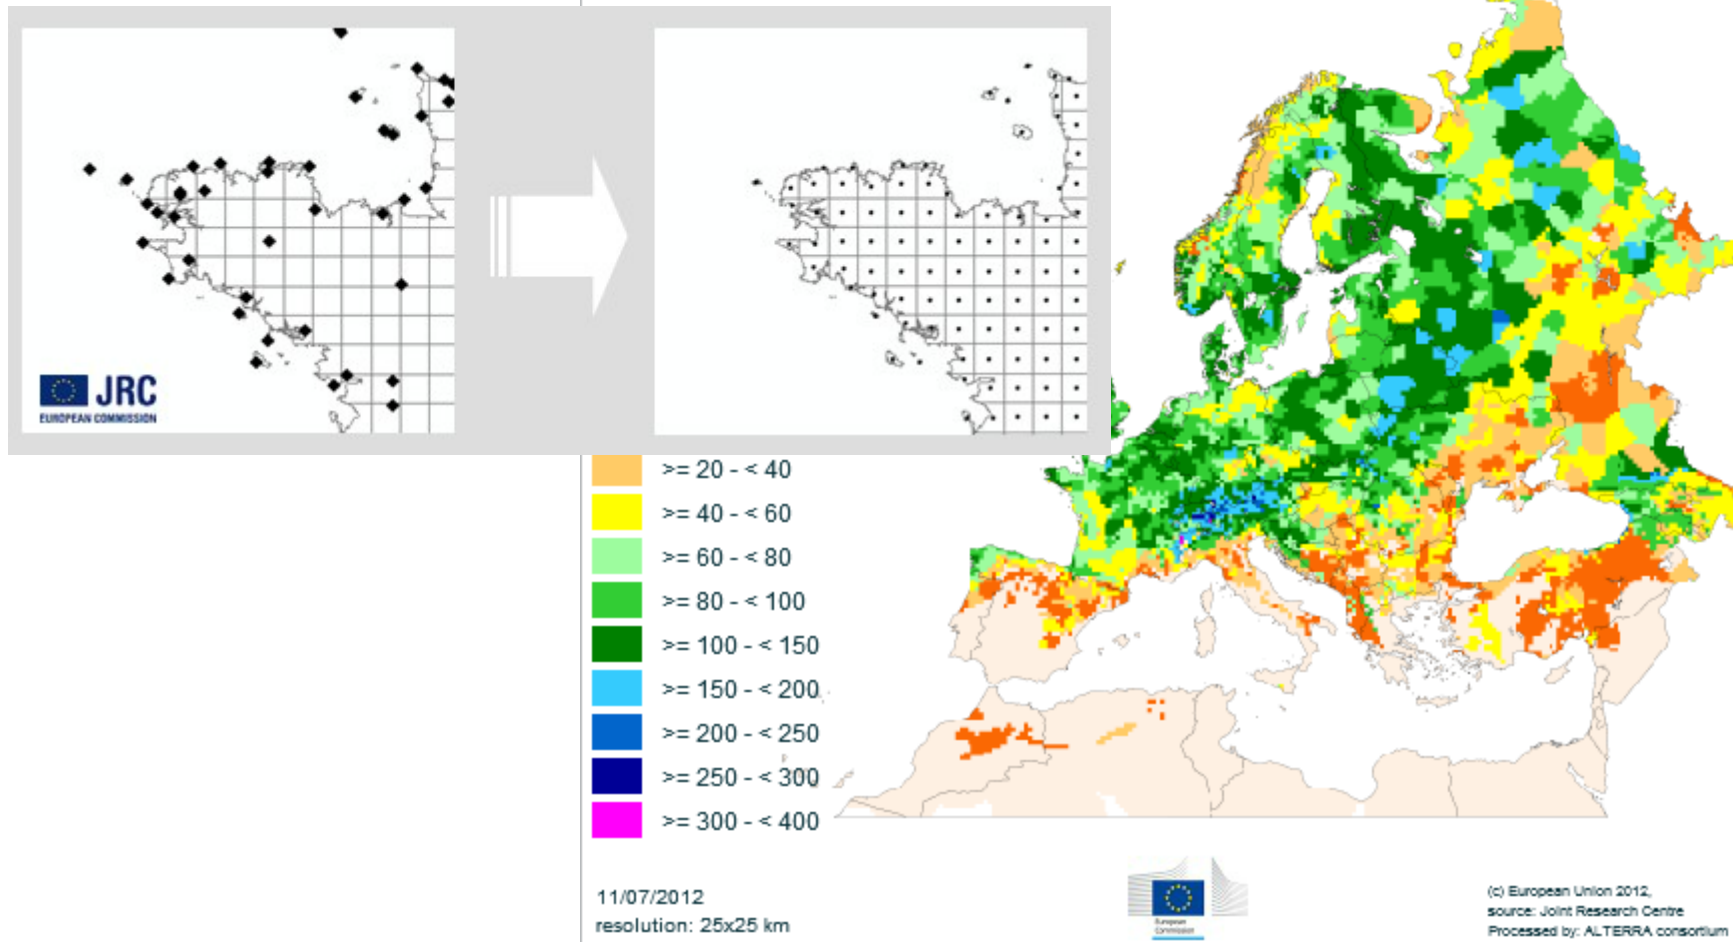 JRC
EUROPEAN COMMISSION
>= 20 - < 40
>= 40 - < 60
>= 60 - < 80
>= 80 - < 100
>= 100 - < 150
>= 150 - < 200
>= 200 - < 250
>= 250 - < 300
>= 300 - < 400
11/07/2012
resolution: 25x25 km
European
Commission
(c) European Union 2012,
source: Joint Research Centre
Processed by: ALTERRA consortium